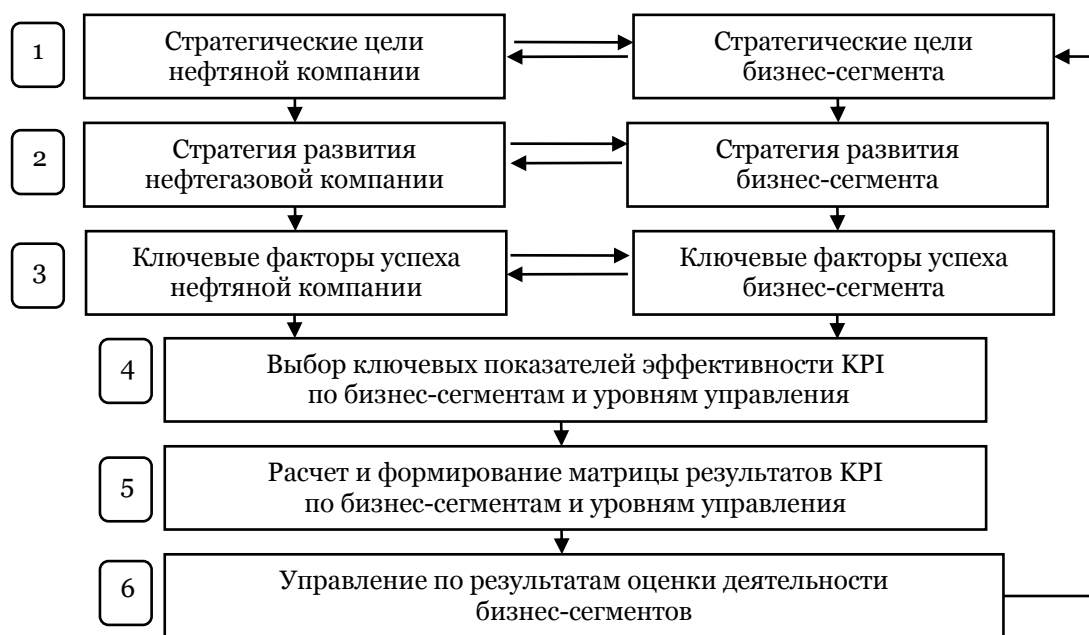 1
Стратегические цели
нефтяной компании
Стратегические цели
бизнес-сегмента
2
Стратегия развития
нефтегазовой компании
Стратегия развития
бизнес-сегмента
3
Ключевые факторы успеха
нефтяной компании
Ключевые факторы успеха
бизнес-сегмента
4
Выбор ключевых показателей эффективности KPI
по бизнес-сегментам и уровням управления
5
Расчет и формирование матрицы результатов KPI
по бизнес-сегментам и уровням управления
6
Управление по результатам оценки деятельности
бизнес-сегментов